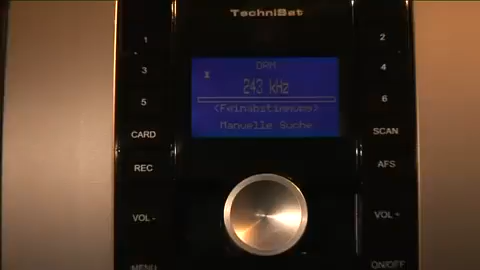 TechniSat
1
2
DRM
3
243 kHz
4
5
<Feinabstimmung>
6
CARD
Manuelle Suche
SCAN
REC
AFS
VOL -
VOL +
MENU
ON/OFF